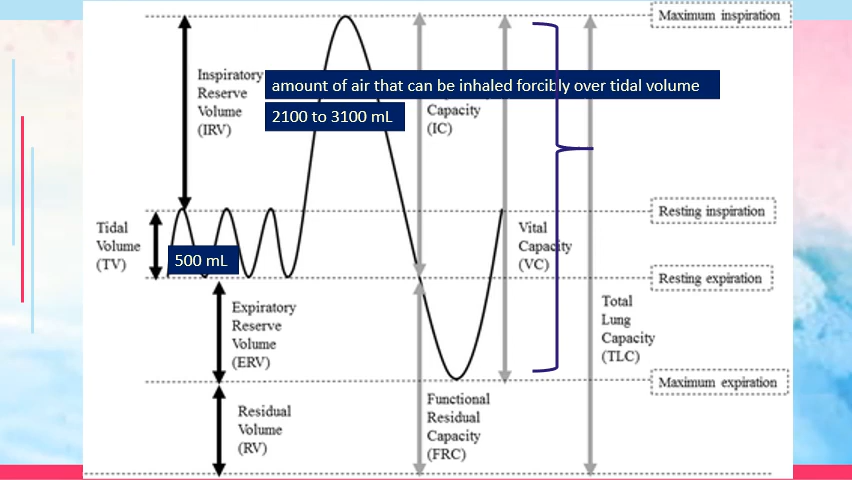 Maximum inspiration
Inspiratory
Reserve
Volume
(IRV)
amount of air that can be inhaled forcibly over tidal volume
2100 to 3100 mL
Capacity
(IC)
Resting inspiration
Tidal
Volume
(TV)
500 mL
Vital
Capacity
(VC)
Resting expiration
Expiratory
Reserve
Volume
(ERV)
Total
Lung
Capacity
(TLC)
Maximum expiration
Residual
Volume
(RV)
Functional
Residual
Capacity
(FRC)